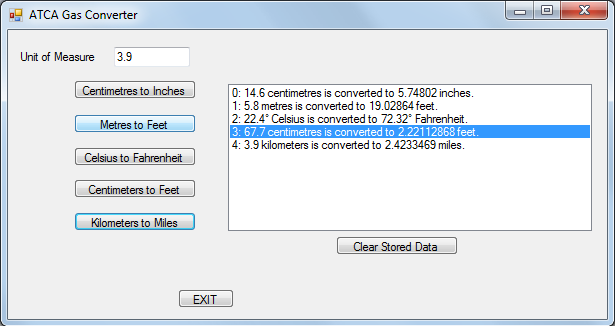 ATCA Gas Converter
Unit of Measure 3.9
Centimetres to Inches
Metres to Feet
Celsius to Fahrenheit
Centimeters to Feet
Kilometers to Miles
0: 14.6 centimetres is converted to 5.74802 inches.
1: 5.8 metres is converted to 19.02864 feet.
2: 22.4° Celsius is converted to 72.32° Fahrenheit.
3: 67.7 centimetres is converted to 2.22112868 feet.
4: 3.9 kilometers is converted to 2.4233469 miles.
Clear Stored Data
EXIT